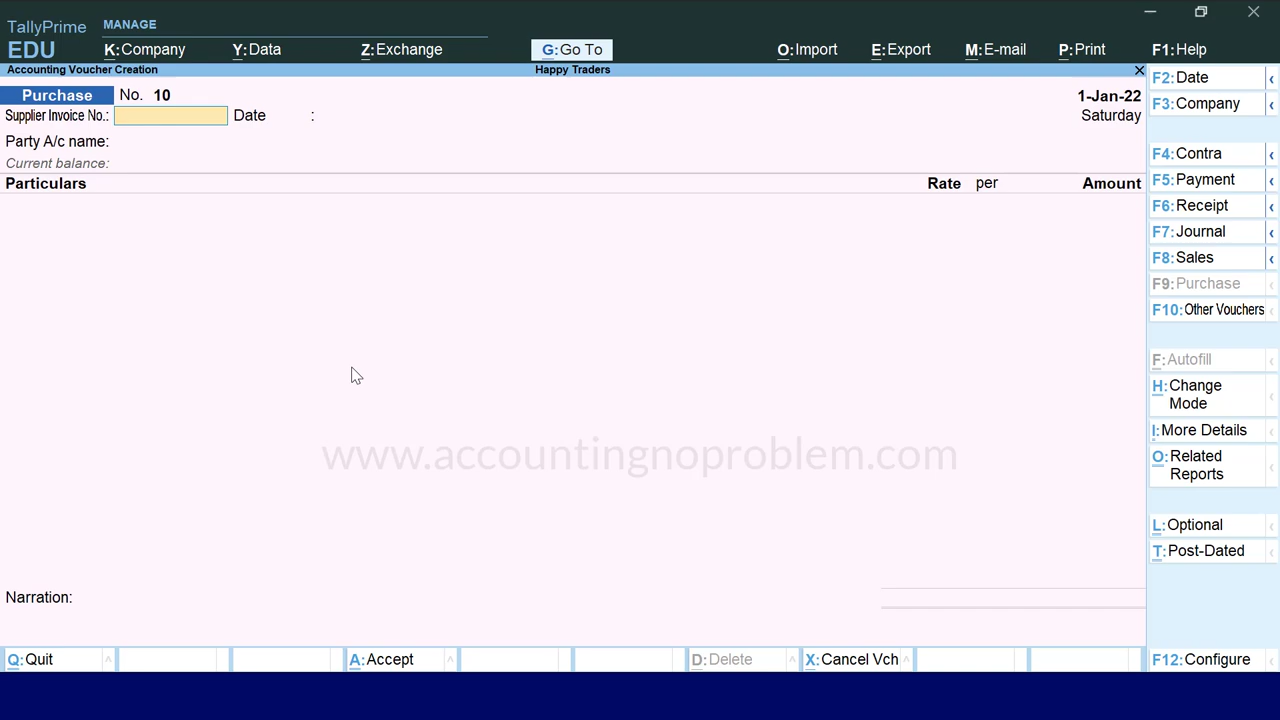 TallyPrime MANAGE
EDU K:Company Y:Data Z:Exchange G:Go To O:Import E:Export M:E-mail P:Print F1:Help
Accounting Voucher Creation Happy Traders
Purchase No. 10 1-Jan-22
Supplier Invoice No.: Date : Saturday
Party A/c name:
Current balance:
Particulars Rate per Amount
F2:Date
F3:Company
F4:Contra
F5:Payment
F6:Receipt
F7:Journal
F8:Sales
F9:Purchase
F10:Other Vouchers
F:Autofill
H:Change
Mode
I:More Details
O:Related
Reports
L:Optional
T:Post-Dated
www.accountingnoproblem.com
Narration:
Q:Quit A:Accept D:Delete X:Cancel Vch F12:Configure